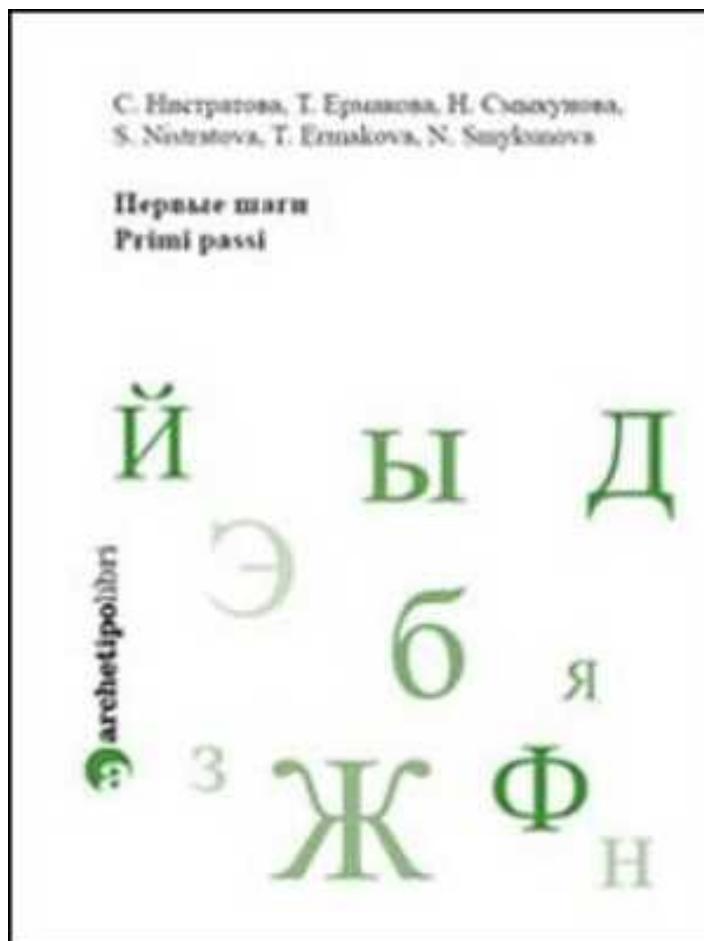 С. Нистратова, Т. Ермакова, Н. Смыкунова,
S. Nistratova, T. Ermakova, N. Smykunova
Первые шаги
Primi passi
Й ы Д
Э
б
я
з Ж Ф
н
archetipolibri